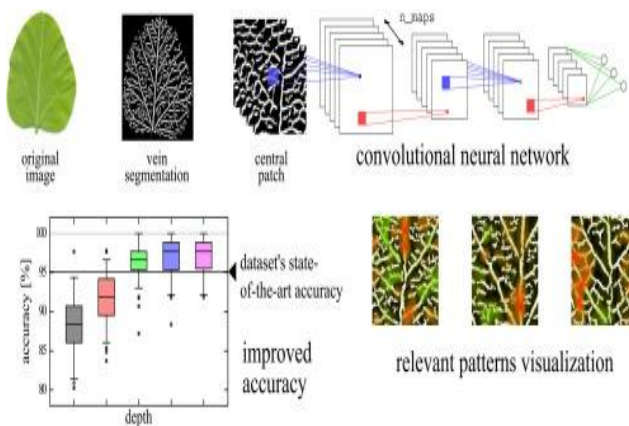 n_maps
original
image
vein
segmentation
central
patch
convolutional neural network
accuracy [%]
100
95
90
85
80
depth
dataset's state-
of-the-art accuracy
improved
accuracy
relevant patterns visualization